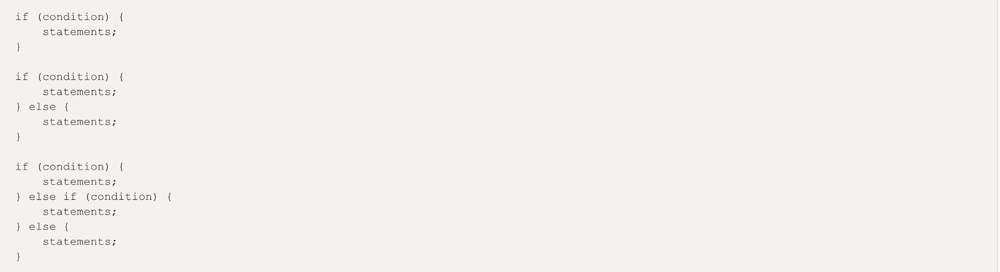 if (condition) {
    statements;
}

if (condition) {
    statements;
} else {
    statements;
}

if (condition) {
    statements;
} else if (condition) {
    statements;
} else {
    statements;
}